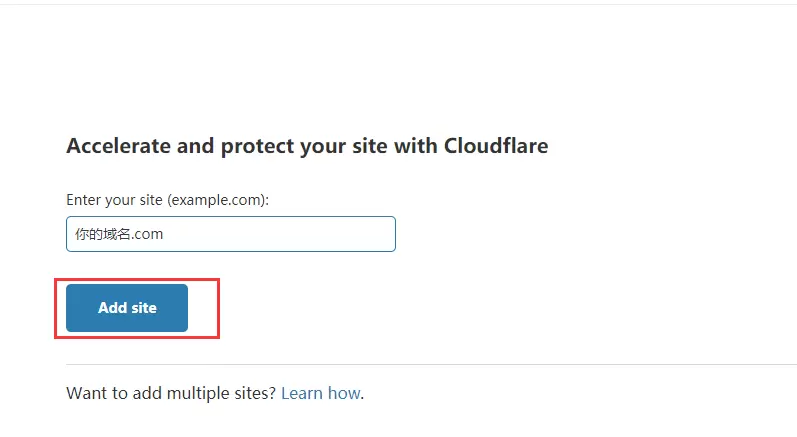 Accelerate and protect your site with Cloudflare
Enter your site (example.com):
你的域名.com
Add site
Want to add multiple sites? Learn how.